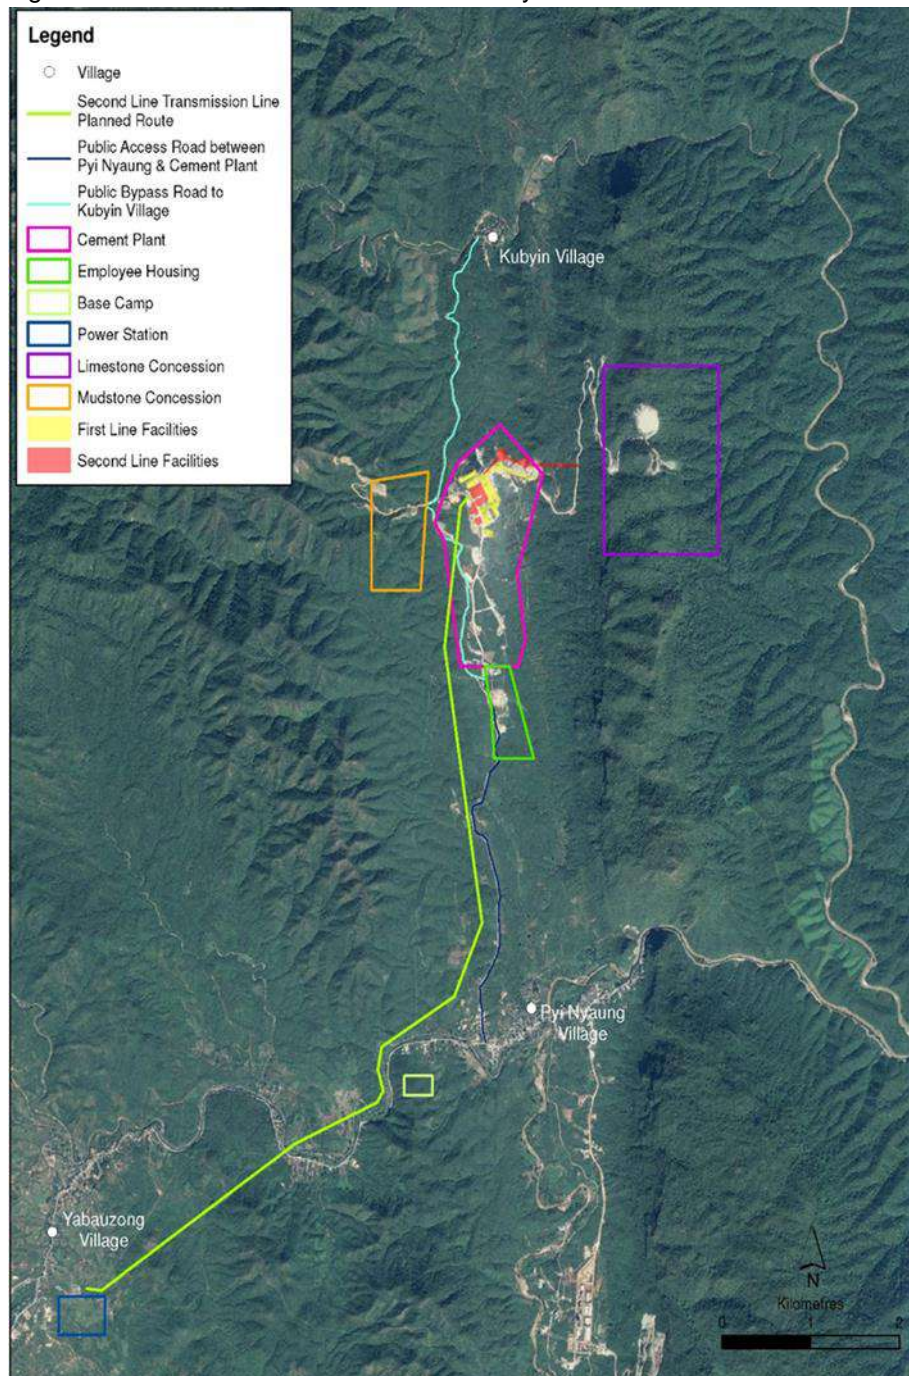 Legend
Village
Second Line Transmission Line
Planned Route
Public Access Road between
Pyi Nyaung & Cement Plant
Public Bypass Road to
Kubyin Village
Cement Plant
Employee Housing
Base Camp
Power Station
Limestone Concession
Mudstone Concession
First Line Facilities
Second Line Facilities
Kubyin Village
Pyi Nyaung
Village
Yabauzong
Village
N
Kilometres
0 1 2